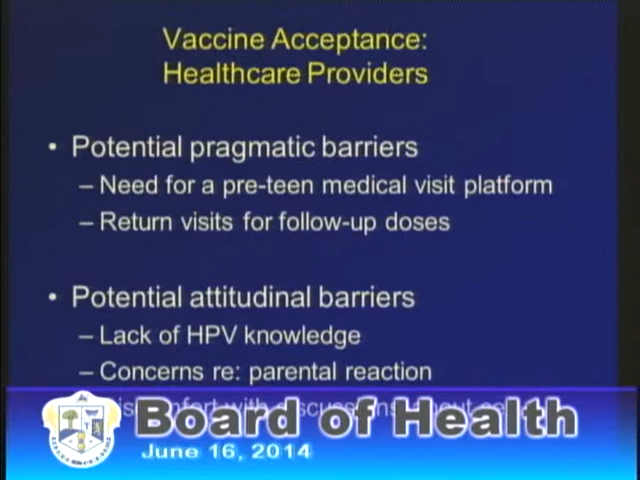 Vaccine Acceptance:
Healthcare Providers
• Potential pragmatic barriers
– Need for a pre-teen medical visit platform
– Return visits for follow-up doses
• Potential attitudinal barriers
– Lack of HPV knowledge
– Concerns re: parental reaction
Board of Health
June 16, 2014